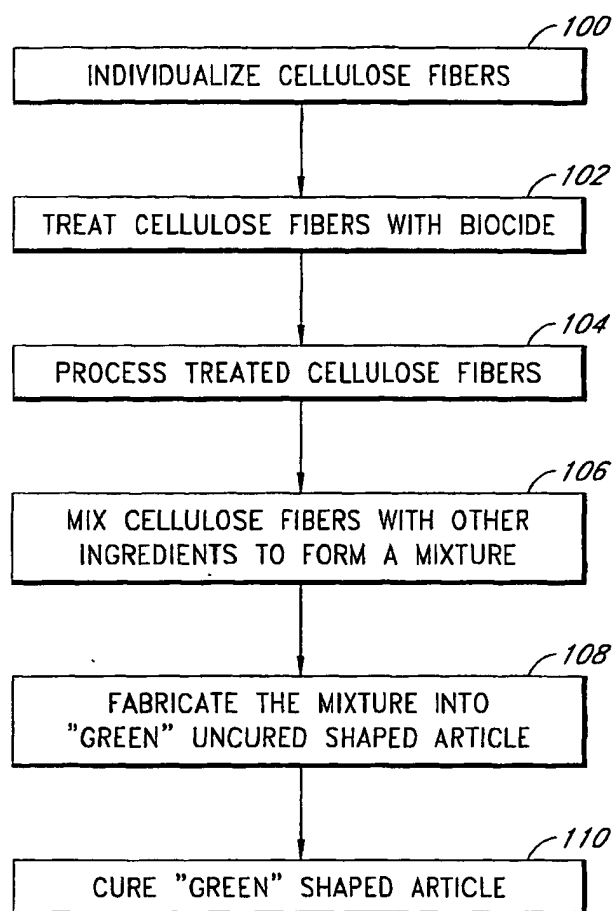 100
INDIVIDUALIZE CELLULOSE FIBERS
102
TREAT CELLULOSE FIBERS WITH BIOCIDE
104
PROCESS TREATED CELLULOSE FIBERS
106
MIX CELLULOSE FIBERS WITH OTHER
INGREDIENTS TO FORM A MIXTURE
108
FABRICATE THE MIXTURE INTO
"GREEN" UNCURED SHAPED ARTICLE
110
CURE "GREEN" SHAPED ARTICLE